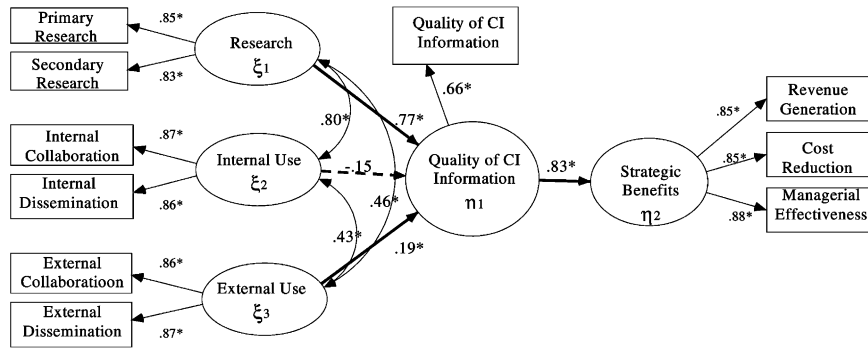 Primary
Research
.85*
Secondary
Research
.83*
Research
ξ1
Quality of CI
Information
.66*
.80*
.77*
Internal
Collaboration
.87*
Internal
Dissemination
.86*
Internal Use
ξ2
-.15
Quality of CI
Information
η1
.83*
Strategic
Benefits
η2
.85*
Revenue
Generation
.85*
Cost
Reduction
.88*
Managerial
Effectiveness
.46*
.43*
.19*
External
Collaboratioon
.86*
External
Dissemination
.87*
External Use
ξ3